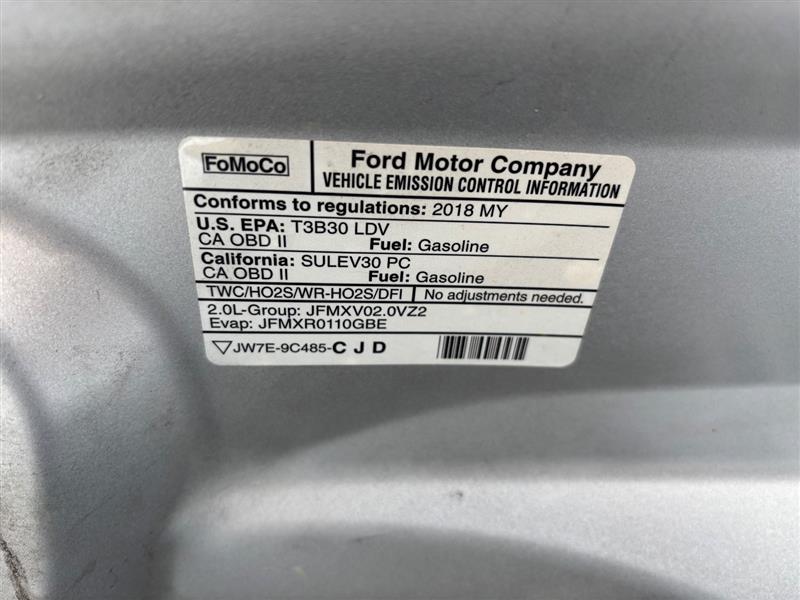 FoMoCo
Ford Motor Company
VEHICLE EMISSION CONTROL INFORMATION
Conforms to regulations: 2018 MY
U.S. EPA: T3B30 LDV
CA OBD II Fuel: Gasoline
California: SULEV30 PC
CA OBD II Fuel: Gasoline
TWC/HO2S/WR-HO2S/DFI No adjustments needed.
2.0L-Group: JFMXV02.0VZ2
Evap: JFMXR0110GBE
▽JW7E-9C485-C J D